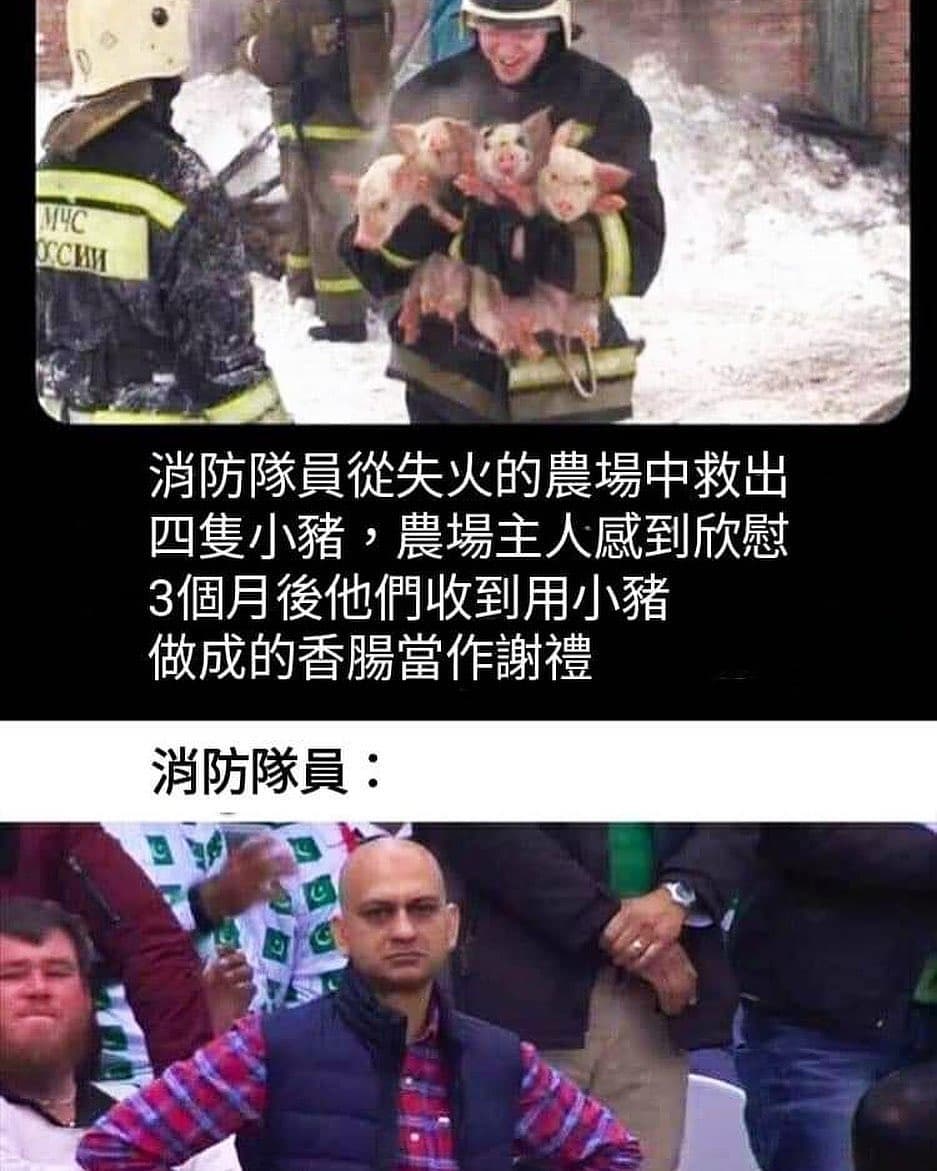 МЧС
РОССИИ
消防隊員從失火的農場中救出
四隻小豬，農場主人感到欣慰
3個月後他們收到用小豬
做成的香腸當作謝禮
消防隊員：